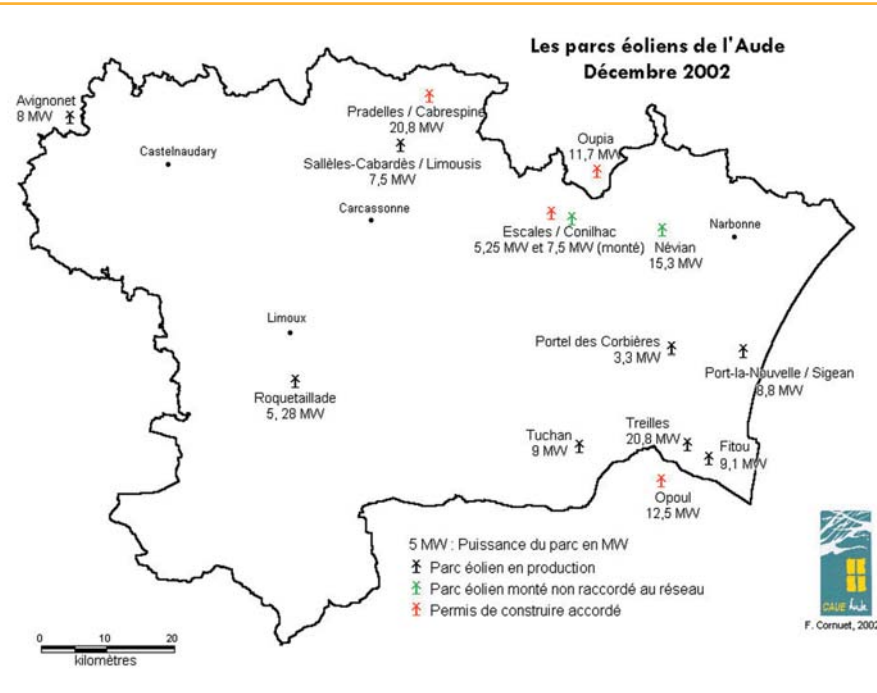 Les parcs éoliens de l'Aude
Décembre 2002
Avignonet
8 MW
Castelnaudary
Pradelles / Cabrespine
20,8 MW
Sallèles-Cabardès / Limousis
7,5 MW
Oupia
11,7 MW
Carcassonne
Escales / Conilhac
5,25 MW et 7,5 MW (monté)
Névian
15,3 MW
Narbonne
Limoux
Roquetaillade
5, 28 MW
Portel des Corbières
3,3 MW
Port-la-Nouvelle / Sigean
8,8 MW
Tuchan
9 MW
Treilles
20,8 MW
Fitou
9,1 MW
Opoul
12,5 MW
5 MW : Puissance du parc en MW
Parc éolien en production
Parc éolien monté non raccordé au réseau
Permis de construire accordé
0 10 20
kilomètres
CAUE Aude
F. Cornuet, 2002